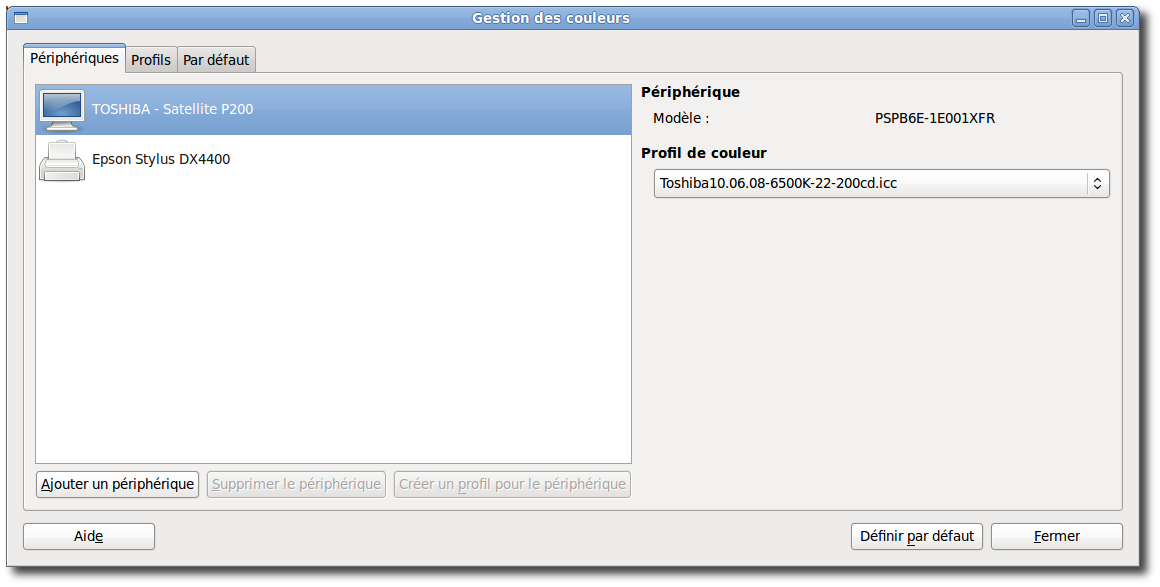 Gestion des couleurs
Périphériques Profils Par défaut
TOSHIBA - Satellite P200
Epson Stylus DX4400
Périphérique
Modèle : PSPB6E-1E001XFR
Profil de couleur
Toshiba10.06.08-6500K-22-200cd.icc
Ajouter un périphérique Supprimer le périphérique Créer un profil pour le périphérique
Aide Définir par défaut Fermer